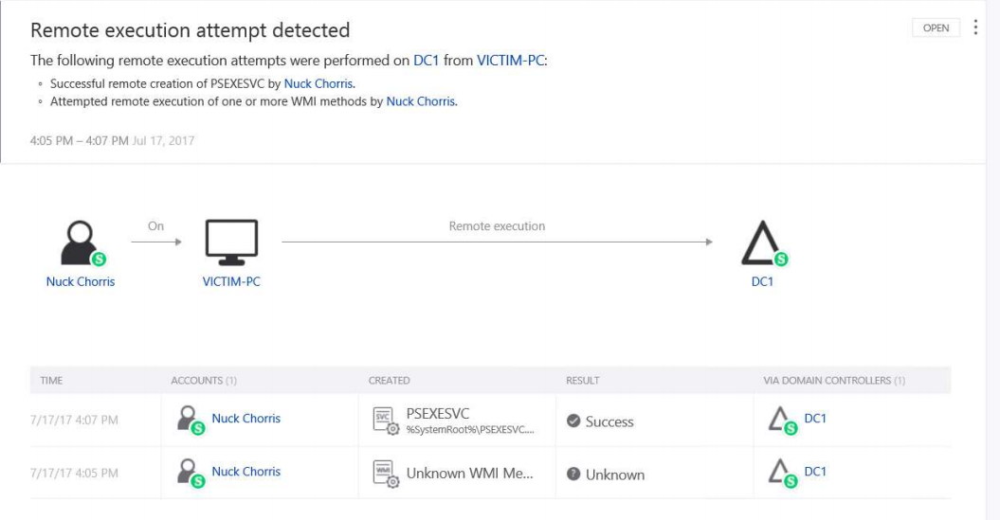 Remote execution attempt detected
OPEN
The following remote execution attempts were performed on DC1 from VICTIM-PC:
Successful remote creation of PSEXESVC by Nuck Chorris.
Attempted remote execution of one or more WMI methods by Nuck Chorris.
4:05 PM – 4:07 PM Jul 17, 2017
On
Remote execution
S
S
Nuck Chorris
VICTIM-PC
DC1
TIME ACCOUNTS (1) CREATED RESULT VIA DOMAIN CONTROLLERS (1)
7/17/17 4:07 PM S Nuck Chorris SVC PSEXESVC Success S DC1
%SystemRoot%\PSEXESVC....
7/17/17 4:05 PM S Nuck Chorris WMI Unknown WMI Me... ? Unknown S DC1